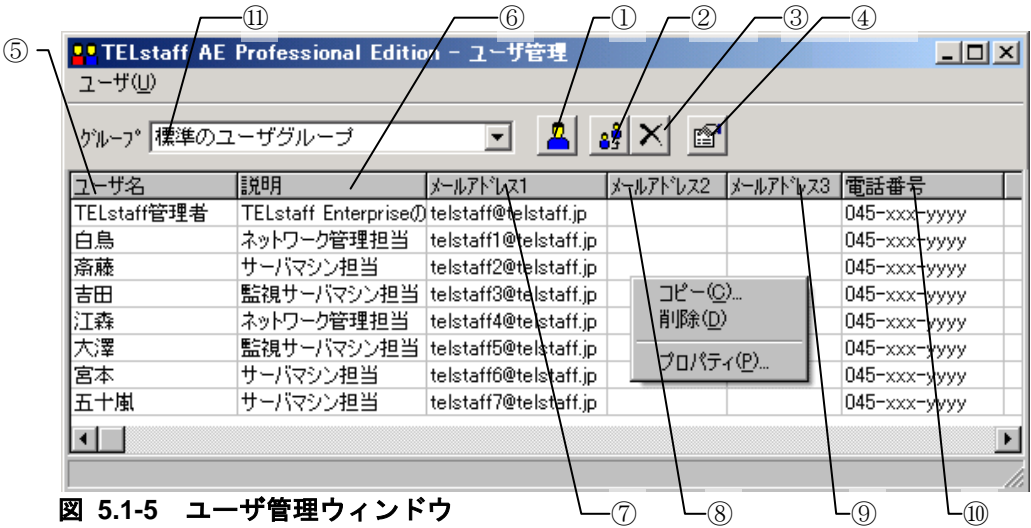 ⑪ ⑥ ① ② ③ ④
⑤
TELstaff AE Professional Edition - ユーザ管理
ユーザ(U)
グループ 標準のユーザグループ
ユーザ名 説明 メールアドレス1 メールアドレス2 メールアドレス3 電話番号
TELstaff管理者 TELstaff Enterpriseの telstaff@telstaff.jp 045-xxx-yyyy
白鳥 ネットワーク管理担当 telstaff1@telstaff.jp 045-xxx-yyyy
斎藤 サーバマシン担当 telstaff2@telstaff.jp 045-xxx-yyyy
吉田 監視サーバマシン担当 telstaff3@telstaff.jp 045-xxx-yyyy
江森 ネットワーク管理担当 telstaff4@telstaff.jp 045-xxx-yyyy
大澤 監視サーバマシン担当 telstaff5@telstaff.jp 045-xxx-yyyy
宮本 サーバマシン担当 telstaff6@telstaff.jp 045-xxx-yyyy
五十嵐 サーバマシン担当 telstaff7@telstaff.jp 045-xxx-yyyy
コピー(C)...
削除(D)
プロパティ(P)...
図 5.1-5 ユーザ管理ウィンドウ
⑦ ⑧ ⑨ ⑩